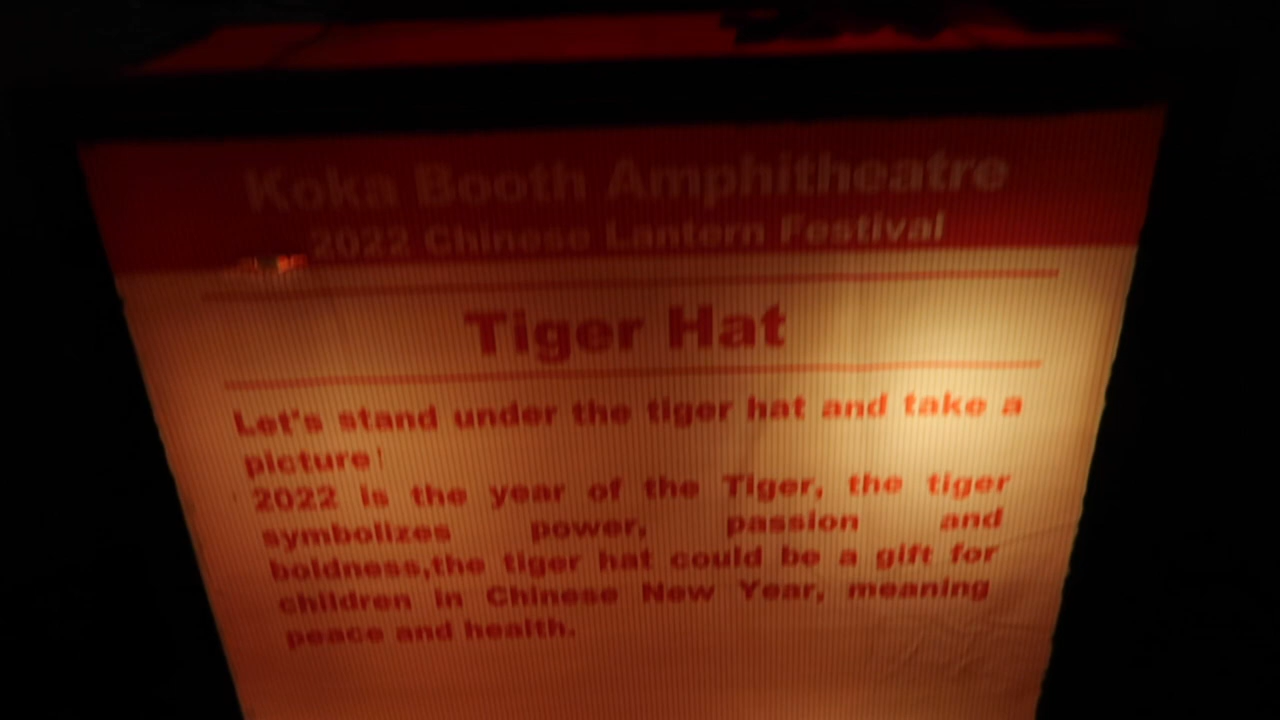 Koka Booth Amphitheatre
2022 Chinese Lantern Festival
Tiger Hat
Let's stand under the tiger hat and take a
picture!
2022 is the year of the Tiger, the tiger
symbolizes power, passion and
boldness,the tiger hat could be a gift for
children in Chinese New Year, meaning
peace and health.